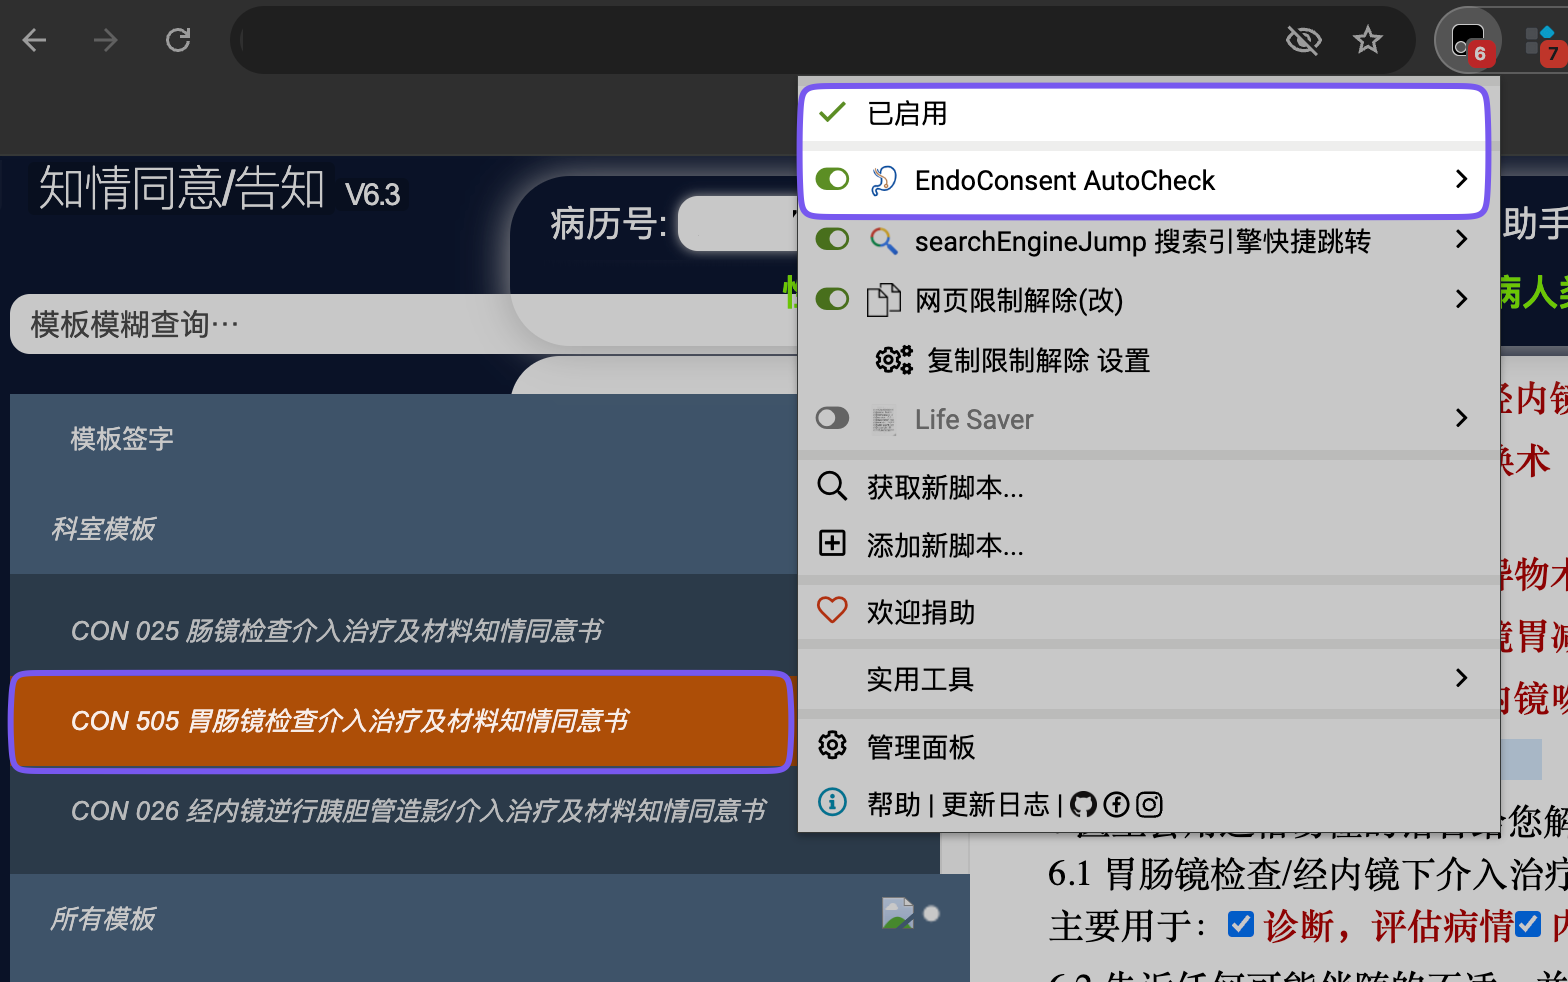 6
7
已启用
EndoConsent AutoCheck
searchEngineJump 搜索引擎快捷跳转
网页限制解除(改)
复制限制解除 设置
Life Saver
获取新脚本...
添加新脚本...
欢迎捐助
实用工具
管理面板
帮助 | 更新日志 |
知情同意/告知 V6.3
病历号:
助手
病人类
模板模糊查询…
模板签字
科室模板
CON 025 肠镜检查介入治疗及材料知情同意书
CON 505 胃肠镜检查介入治疗及材料知情同意书
CON 026 经内镜逆行胰胆管造影/介入治疗及材料知情同意书
所有模板
经内镜
换术
异物术
镜胃减
内镜吸
给您解
6.1 胃肠镜检查/经内镜下介入治疗
主要用于: 诊断，评估病情 内